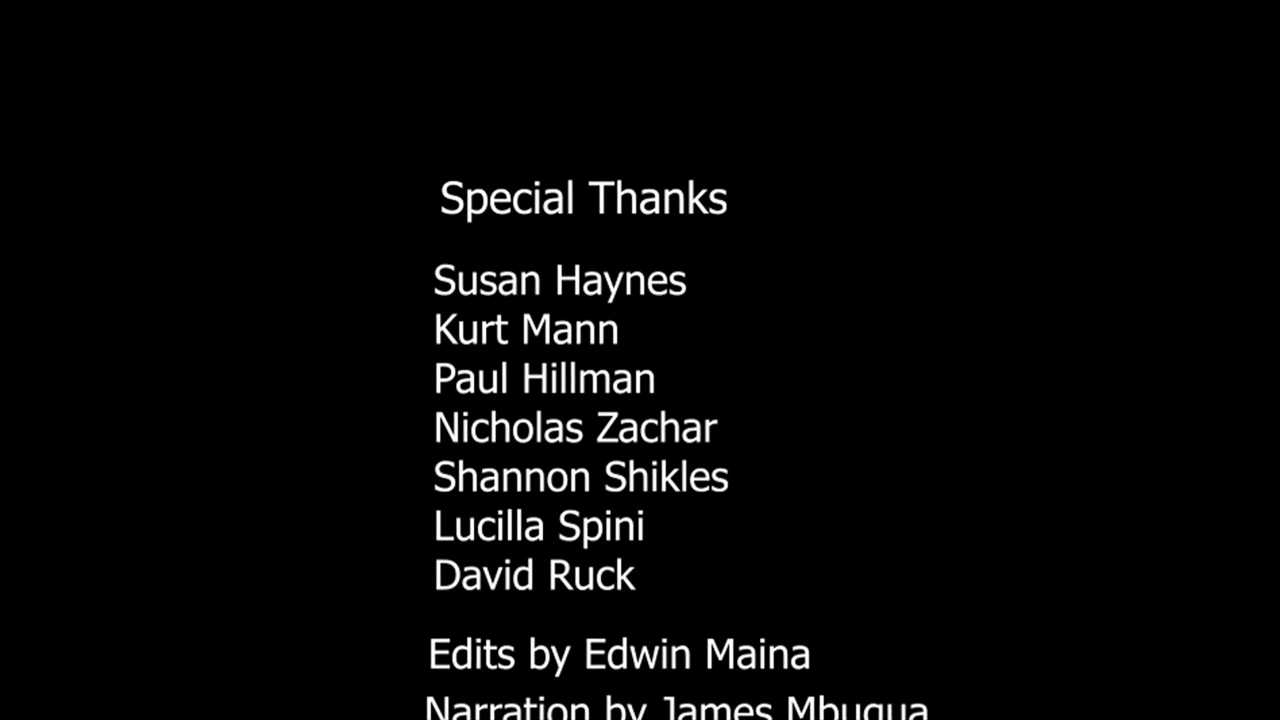 Special Thanks
Susan Haynes
Kurt Mann
Paul Hillman
Nicholas Zachar
Shannon Shikles
Lucilla Spini
David Ruck
Edits by Edwin Maina
Narration by James Mbugua